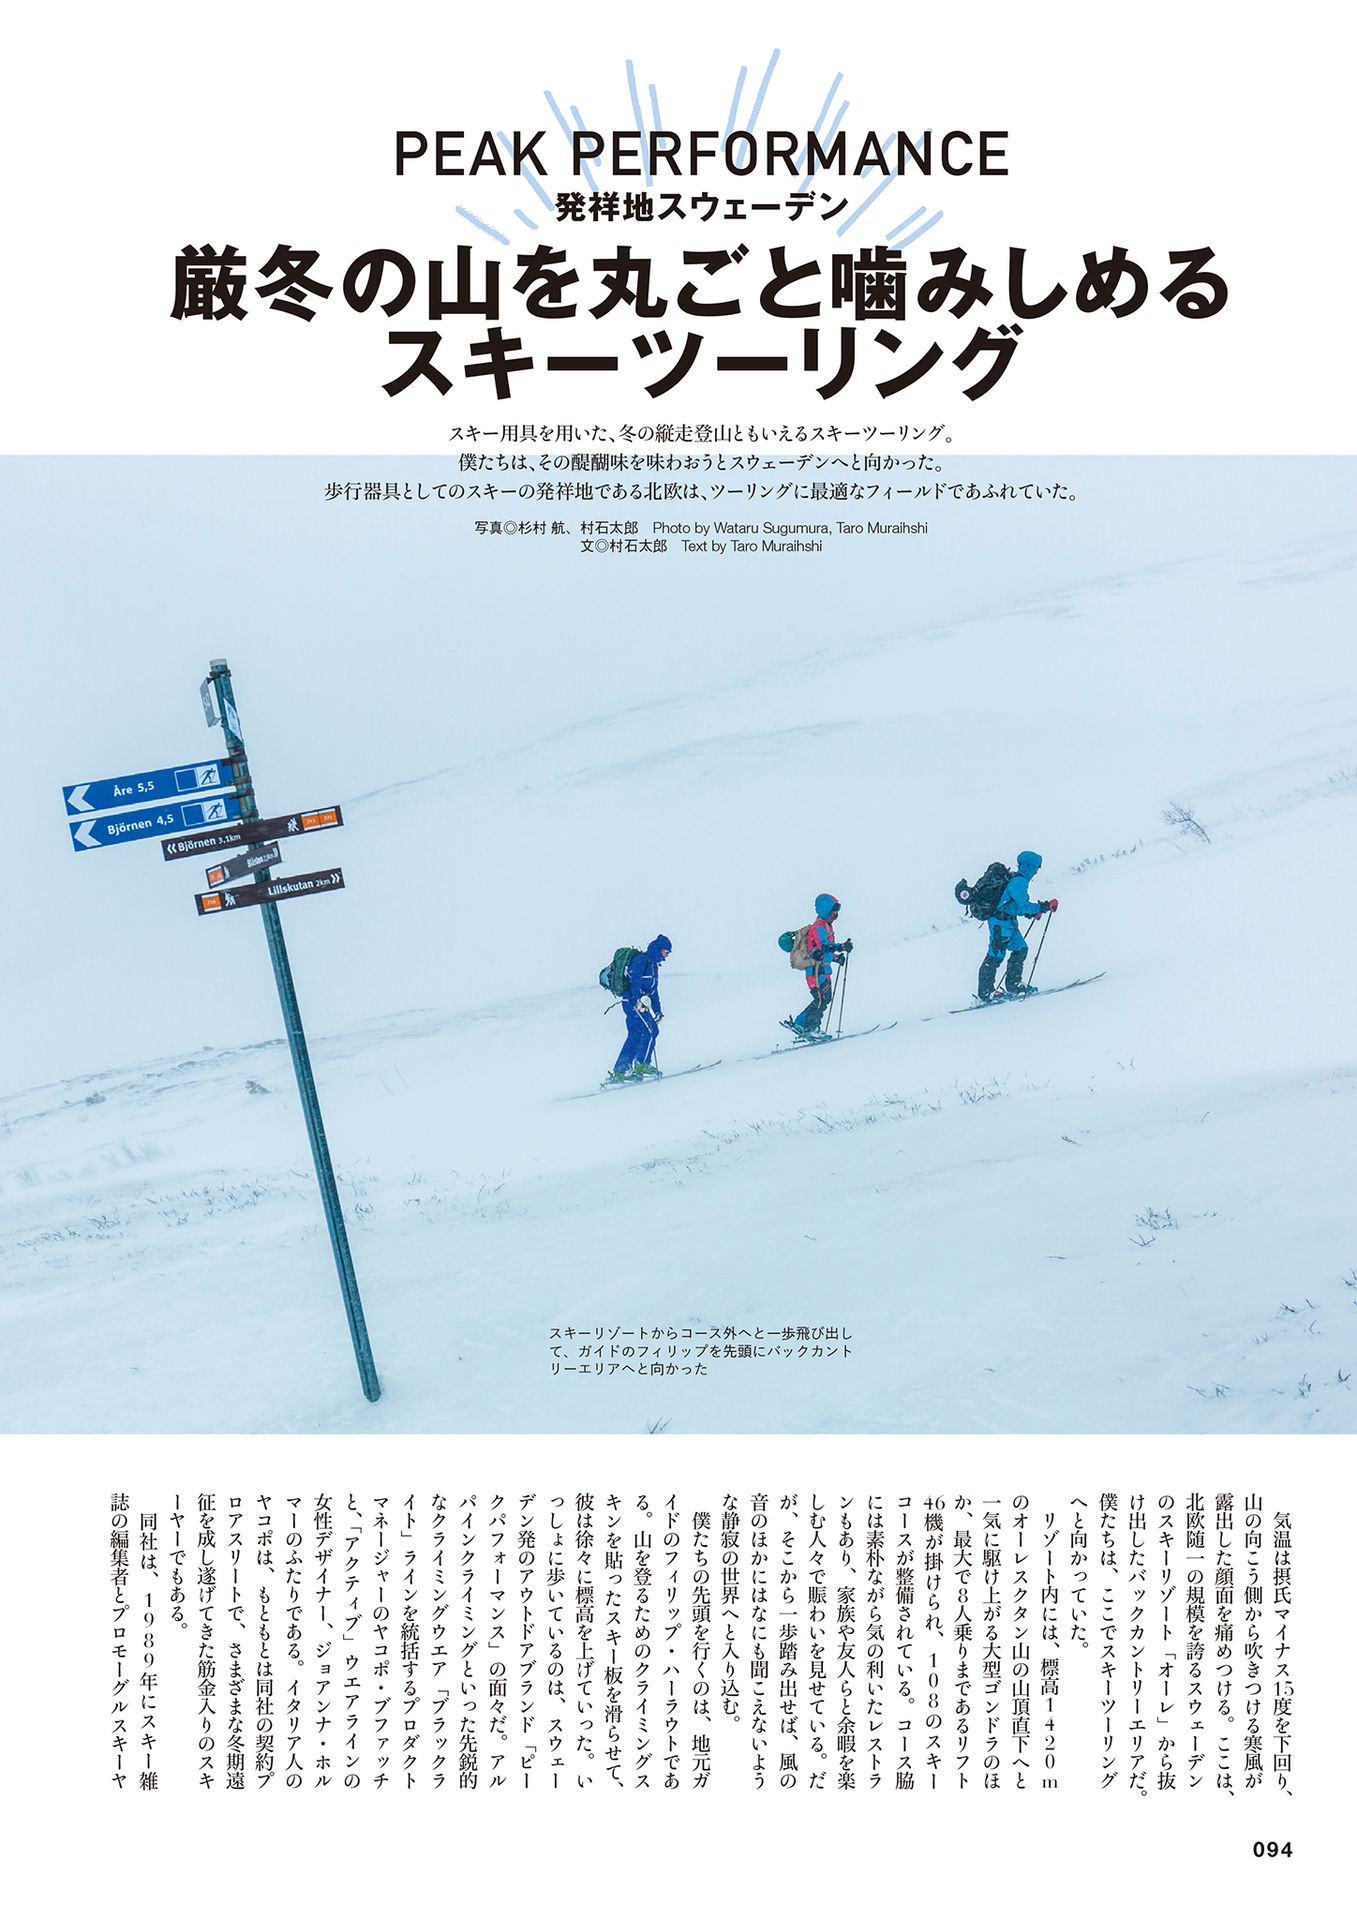 PEAK PERFORMANCE
発祥地スウェーデン
厳冬の山を丸ごと噛みしめる
スキーツーリング
スキー用具を用いた、冬の縦走登山ともいえるスキーツーリング。
僕たちは、その醍醐味を味わおうとスウェーデンへと向かった。
歩行器具としてのスキーの発祥地である北欧は、ツーリングに最適なフィールドであふれていた。
写真◎杉村 航、村石太郎 Photo by Wataru Sugumura, Taro Muraihshi
文◎村石太郎 Text by Taro Muraihshi
Åre 5,5
Björnen 4,5
Björnen 3,1km
Lillskutan 2km
スキーリゾートからコース外へと一歩飛び出し
て、ガイドのフィリップを先頭にバックカント
リーエリアへと向かった
気温は摂氏マイナス15度を下回り、
山の向こう側から吹きつける寒風が
露出した顔面を痛めつける。ここは、
北欧随一の規模を誇るスウェーデン
のスキーリゾート「オーレ」から抜
け出したバックカントリーエリアだ。
僕たちは、ここでスキーツーリング
へと向かっていた。
リゾート内には、標高1420m
のオーレスクタン山の山頂直下へと
一気に駆け上がる大型ゴンドラのほ
か、最大で8人乗りまであるリフト
46機が掛けられ、108のスキー
コースが整備されている。コース脇
には素朴ながら気の利いたレストラ
ンもあり、家族や友人らと余暇を楽
しむ人々で賑わいを見せている。だ
が、そこから一歩踏み出せば、風の
音のほかにはなにも聞こえないよう
な静寂の世界へと入り込む。
僕たちの先頭を行くのは、地元ガ
イドのフィリップ・ハーラウトであ
る。山を登るためのクライミングス
キンを貼ったスキー板を滑らせて、
彼は徐々に標高を上げていった。い
っしょに歩いているのは、スウェー
デン発のアウトドアブランド「ピー
クパフォーマンス」の面々だ。アル
パインクライミングといった先鋭的
なクライミングウエア「ブラックラ
イト」ラインを統括するプロダクト
マネージャーのヤコポ・ブファッチ
と、「アクティブ」ウエアラインの
女性デザイナー、ジョアンナ・ホル
マーのふたりである。イタリア人の
ヤコポは、もともとは同社の契約プ
ロアスリートで、さまざまな冬期遠
征を成し遂げてきた筋金入りのスキ
ーヤーでもある。
同社は、1989年にスキー雑
誌の編集者とプロモーグルスキーヤ
094